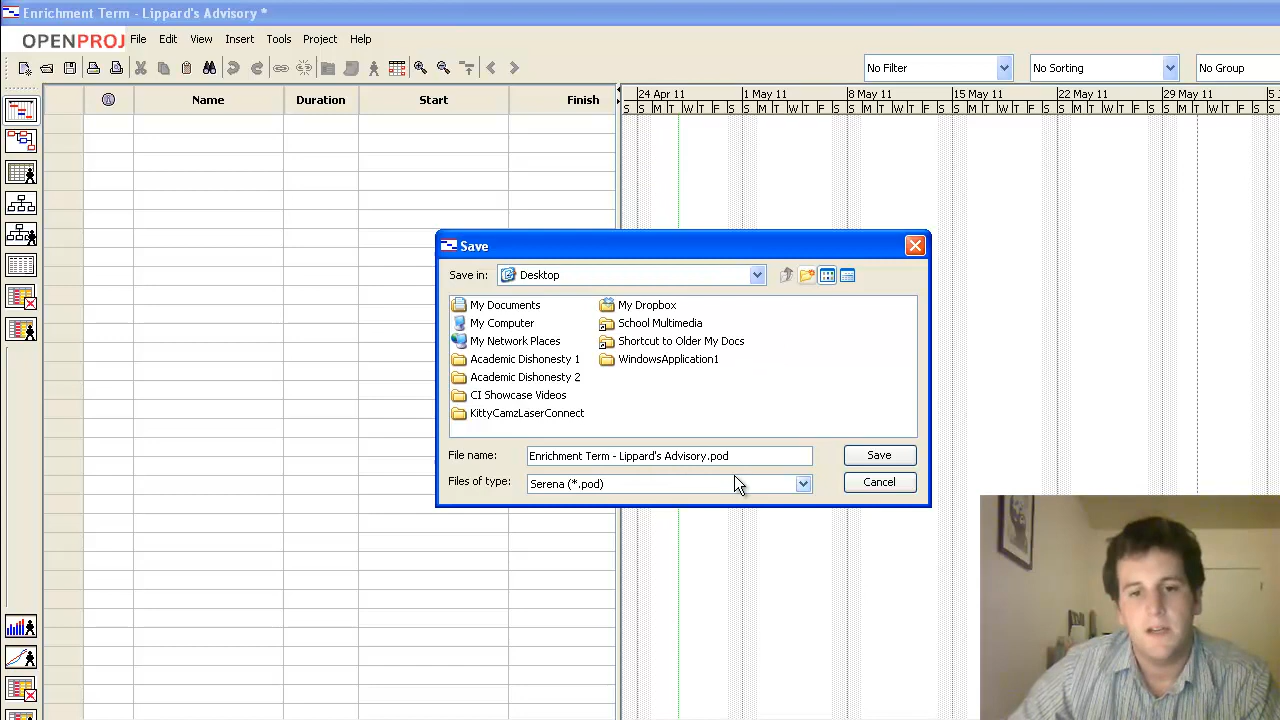 Enrichment Term - Lippard's Advisory *
OPENPROJ File Edit View Insert Tools Project Help
No Filter No Sorting No Group
Name Duration Start Finish
24 Apr 11 1 May 11 8 May 11 15 May 11 22 May 11 29 May 11 5
S M T W T F S S M T W T F S S M T W T F S S M T W T F S S M T W T F S S M T W T F S S
Save
Save in: Desktop
My Documents My Dropbox
My Computer School Multimedia
My Network Places Shortcut to Older My Docs
Academic Dishonesty 1 WindowsApplication1
Academic Dishonesty 2
CI Showcase Videos
KittyCamzLaserConnect
File name: Enrichment Term - Lippard's Advisory.pod Save
Files of type: Serena (*.pod) Cancel